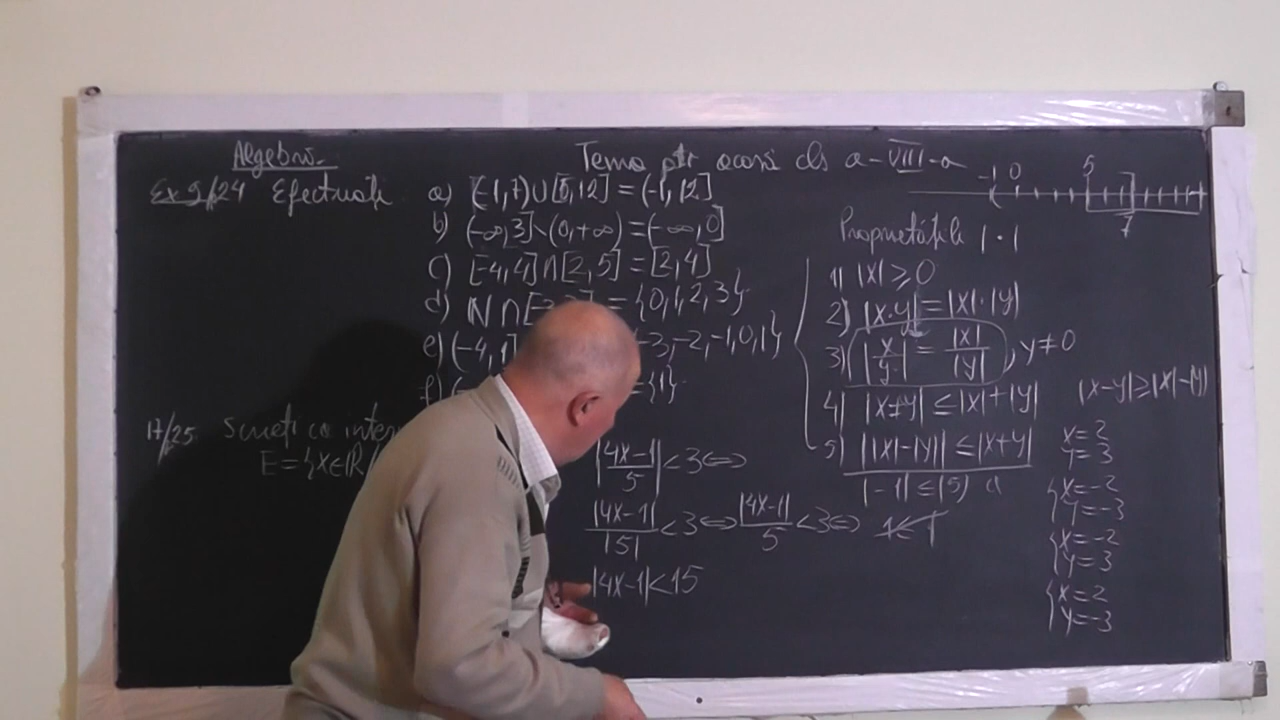 Algebră.
Tema ptr acasă cls a-VIII-a
Ex 9/24 Efectuați
a) (-1,7)∪[5,12]=(-1,12]
b) (-∞,3]\(0,+∞)=(-∞,0]
c) [-4,4]∩[2,5]=[2,4]
d) ℕ∩[ ]={0,1,2,3}.
e) (-4,1] -3,-2,-1,0,1}
f) ={1}.
-1 0 5 7
Proprietățile |·|
1) |x|≥0
2) |x·y|=|x|·|y|
3) |x/y|=|x|/|y|, y≠0
4) |x+y|≤|x|+|y|
|x-y|≥|x|-|y|
5) ||x|-|y||≤|x+y|
|-1|≤|5| a
x=2
y=3
{x=-2
y=-3
{x=-2
y=3
{x=2
y=-3
17/25 Scrieți ca inter
E={x∈ℝ/
|4x-1/5|<3⇔
|4x-1|/|5|<3⇔|4x-1|/5<3⇔
|4x-1|<15